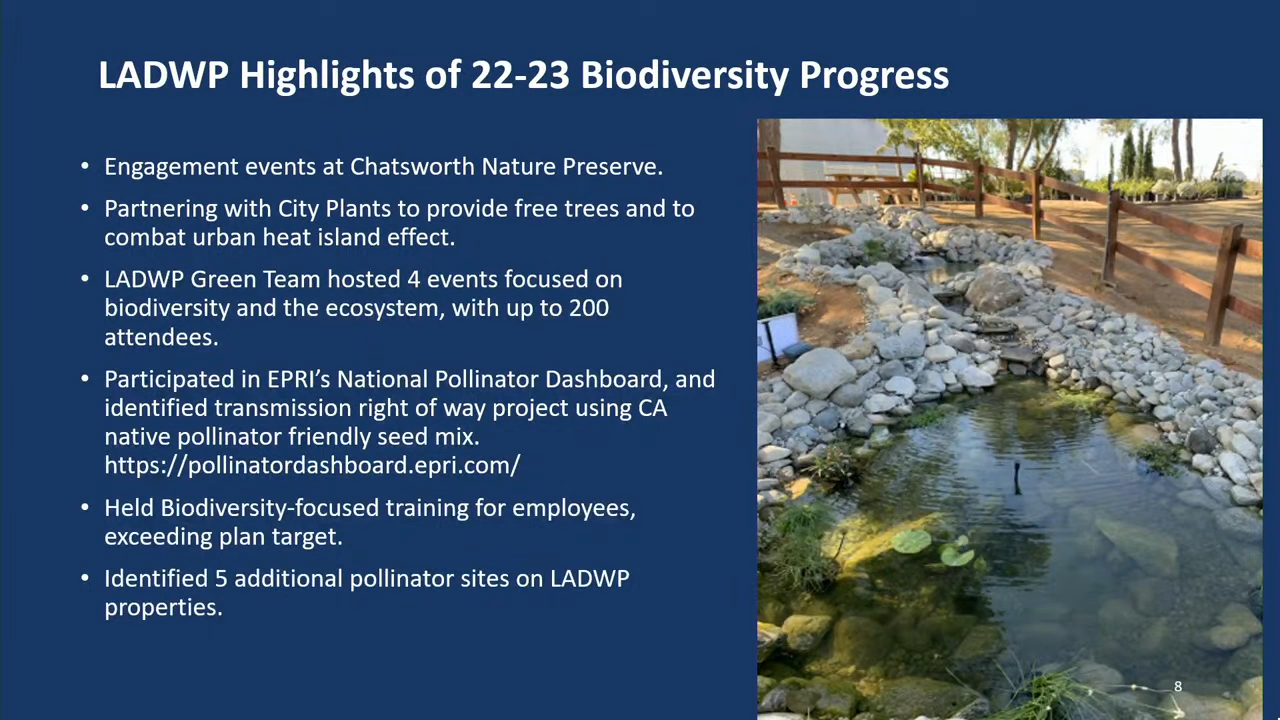 LADWP Highlights of 22-23 Biodiversity Progress
• Engagement events at Chatsworth Nature Preserve.
• Partnering with City Plants to provide free trees and to
combat urban heat island effect.
• LADWP Green Team hosted 4 events focused on
biodiversity and the ecosystem, with up to 200
attendees.
• Participated in EPRI’s National Pollinator Dashboard, and
identified transmission right of way project using CA
native pollinator friendly seed mix.
https://pollinatordashboard.epri.com/
• Held Biodiversity-focused training for employees,
exceeding plan target.
• Identified 5 additional pollinator sites on LADWP
properties.
8